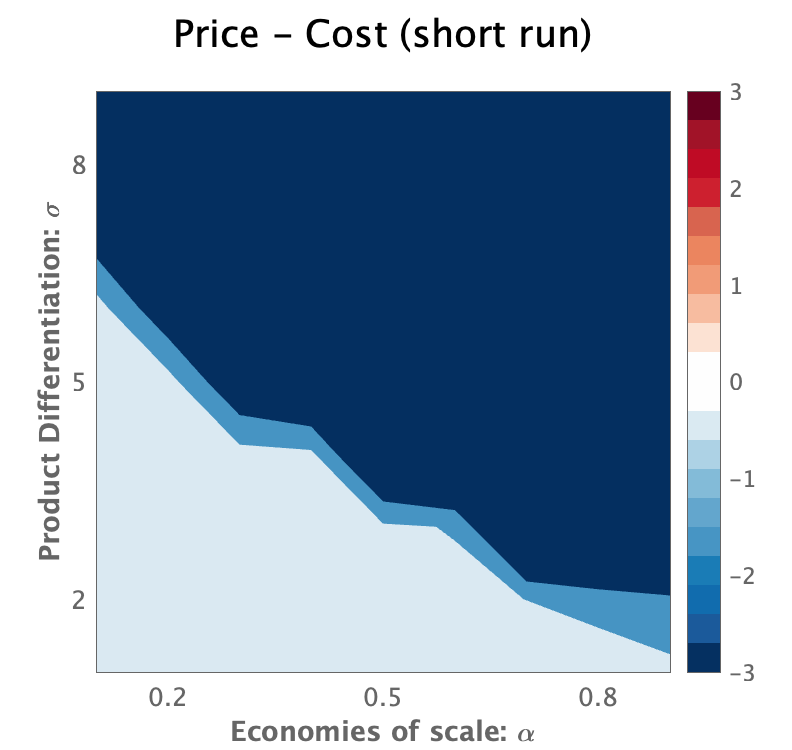 Price – Cost (short run)
3
2
1
0
–1
–2
–3
8
5
2
Product Differentiation: σ
0.2 0.5 0.8
Economies of scale: α